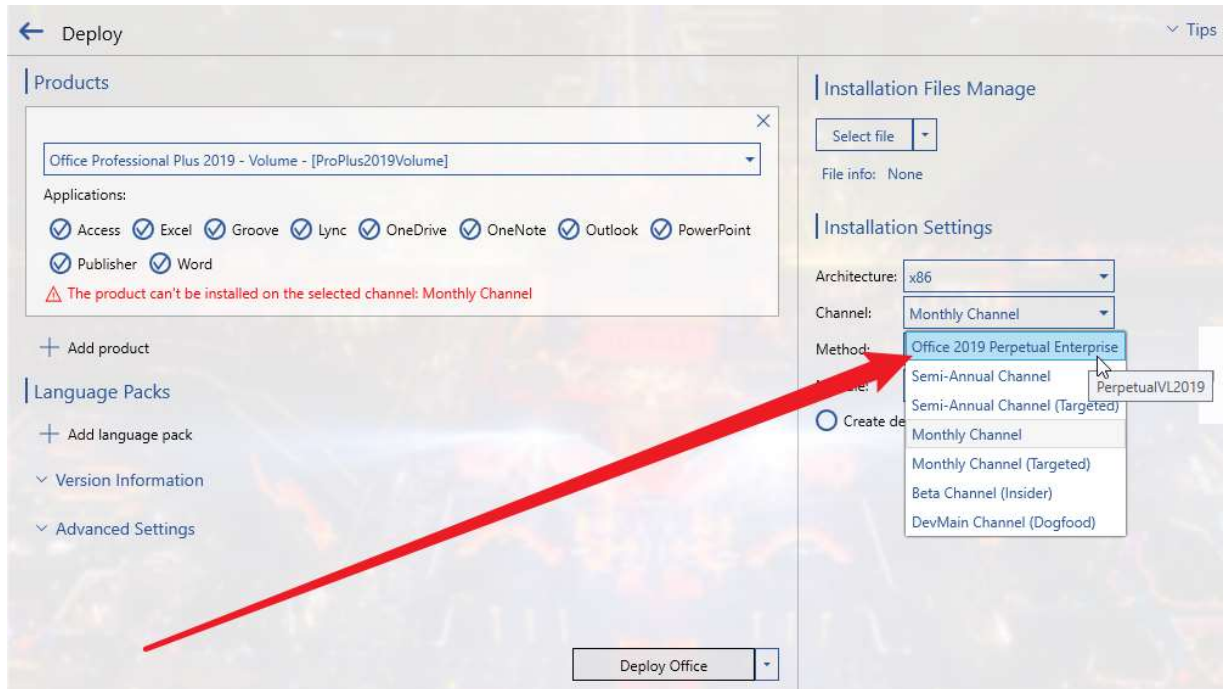 Deploy
Tips
Products
Office Professional Plus 2019 - Volume - [ProPlus2019Volume]
Applications:
Access Excel Groove Lync OneDrive OneNote Outlook PowerPoint
Publisher Word
The product can't be installed on the selected channel: Monthly Channel
Add product
Language Packs
Add language pack
Version Information
Advanced Settings
Deploy Office
Installation Files Manage
Select file
File info: None
Installation Settings
Architecture: x86
Channel: Monthly Channel
Method:
Office 2019 Perpetual Enterprise
Semi-Annual Channel
PerpetualVL2019
Semi-Annual Channel (Targeted)
Create de
Monthly Channel
Monthly Channel (Targeted)
Beta Channel (Insider)
DevMain Channel (Dogfood)